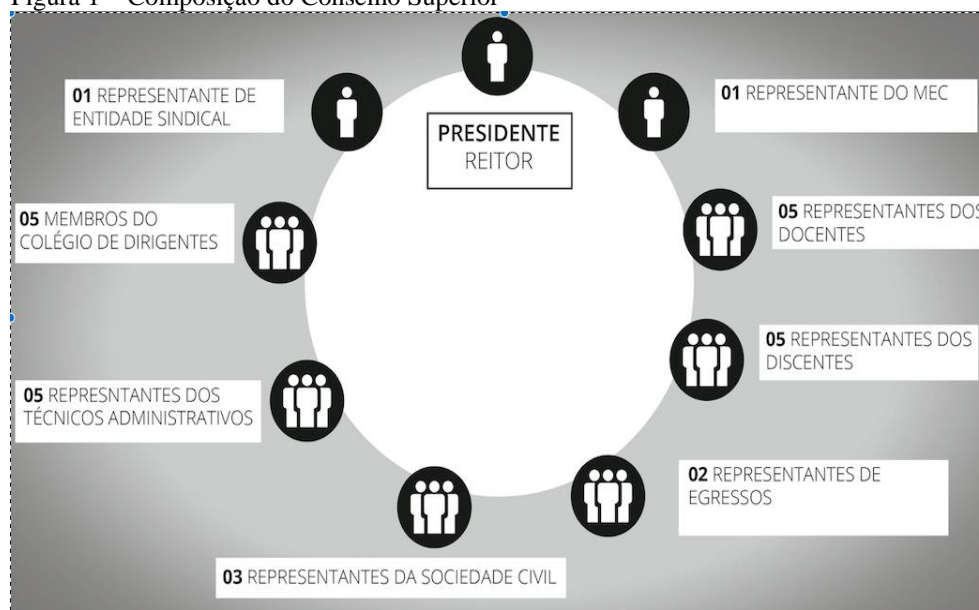 Figura 1 – Composição do Conselho Superior
PRESIDENTE
REITOR
01 REPRESENTANTE DO MEC
05 REPRESENTANTES DOS
DOCENTES
05 REPRESENTANTES DOS
DISCENTES
02 REPRESENTANTES DE
EGRESSOS
03 REPRESENTANTES DA SOCIEDADE CIVIL
05 REPRESNTANTES DOS
TÉCNICOS ADMINISTRATIVOS
05 MEMBROS DO
COLÉGIO DE DIRIGENTES
01 REPRESENTANTE DE
ENTIDADE SINDICAL